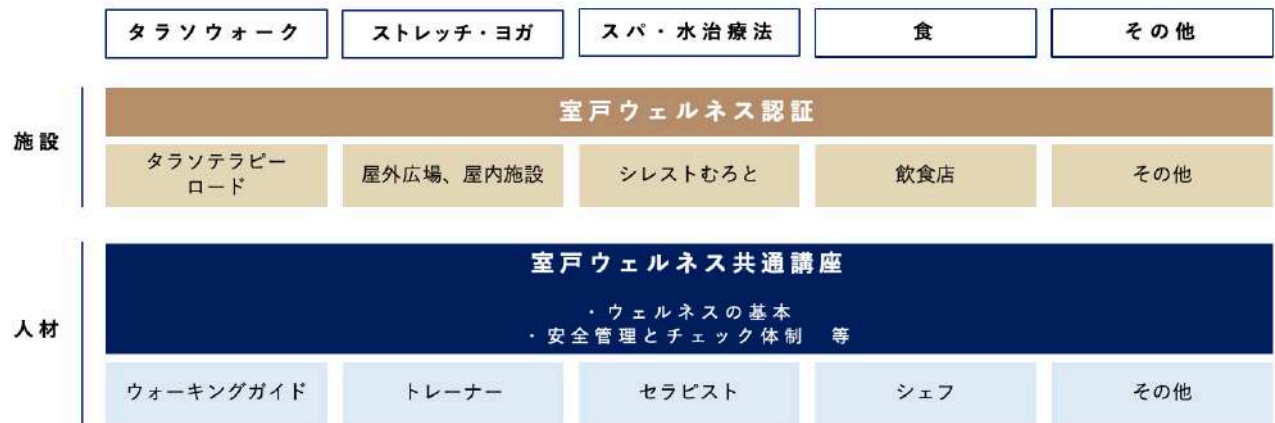 タラソウォーク
ストレッチ・ヨガ
スパ・水治療法
食
その他
施設
室戸ウェルネス認証
タラソテラピー
ロード
屋外広場、屋内施設
シレストむろと
飲食店
その他
人材
室戸ウェルネス共通講座
・ウェルネスの基本
・安全管理とチェック体制　等
ウォーキングガイド
トレーナー
セラピスト
シェフ
その他